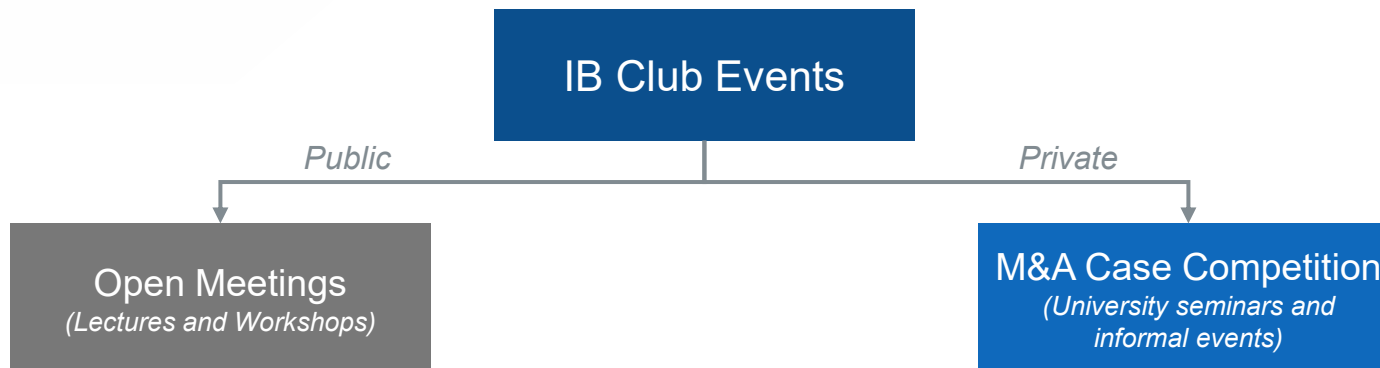 IB Club Events
Public
Private
Open Meetings
(Lectures and Workshops)
M&A Case Competition
(University seminars and
informal events)